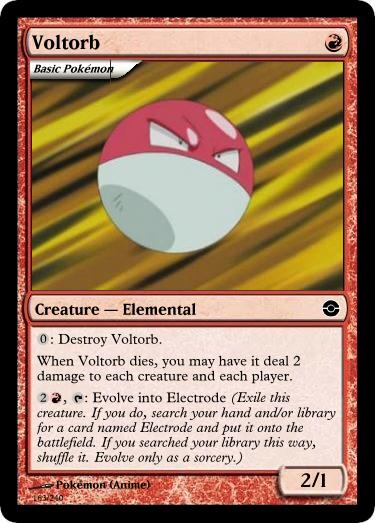 Voltorb
Basic Pokémon
Creature — Elemental
0: Destroy Voltorb.
When Voltorb dies, you may have it deal 2
damage to each creature and each player.
2 , : Evolve into Electrode (Exile this
creature. If you do, search your hand and/or library
for a card named Electrode and put it onto the
battlefield. If you searched your library this way,
shuffle it. Evolve only as a sorcery.)
2/1
Pokémon (Anime)
163/240